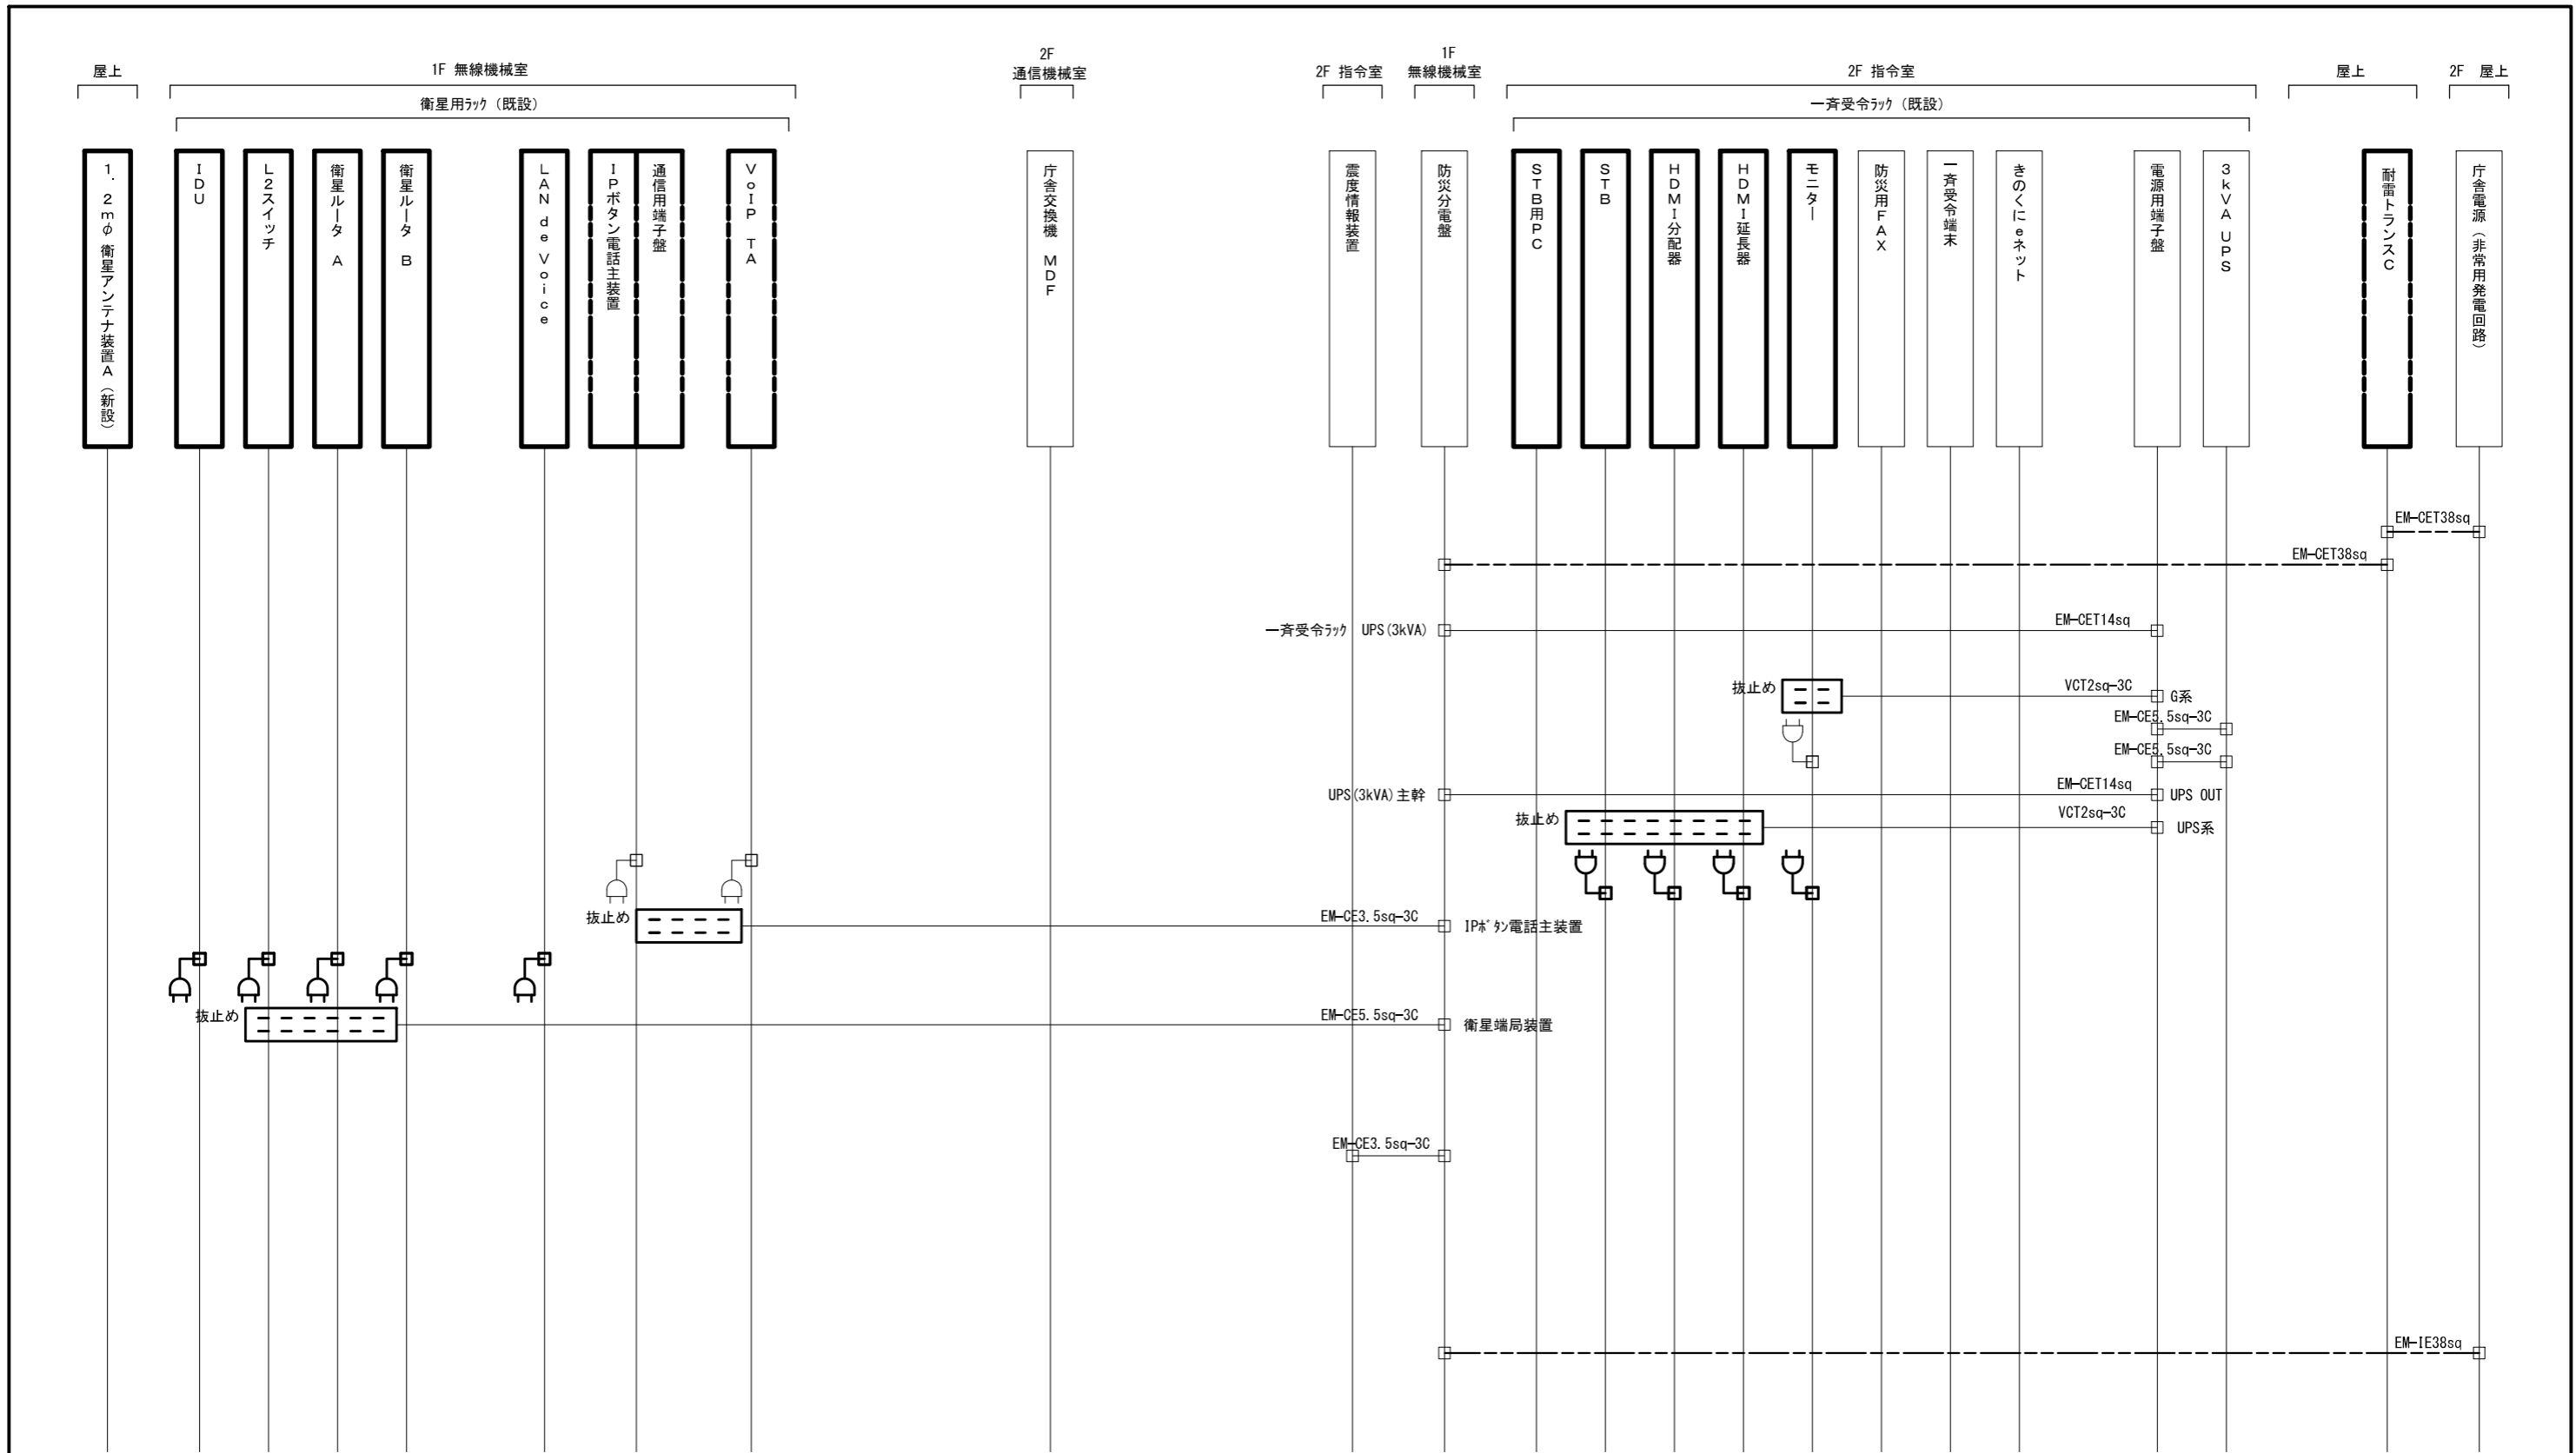 屋上
1F 無線機械室
2F
通信機械室
2F 指令室
1F
無線機械室
2F 指令室
屋上
2F 屋上
衛星用ﾗｯｸ (既設)
一斉受令ﾗｯｸ (既設)
１．２ｍφ 衛星アンテナ装置Ａ（新設）
ＩＤＵ
Ｌ２スイッチ
衛星ルータ Ａ
衛星ルータ Ｂ
ＬＡＮ ｄｅ Ｖｏｉｃｅ
ＩＰボタン電話主装置
通信用端子盤
ＶｏＩＰ ＴＡ
庁舎交換機 ＭＤＦ
震度情報装置
防災分電盤
ＳＴＢ用ＰＣ
ＳＴＢ
ＨＤＭＩ分配器
ＨＤＭＩ延長器
モニター
防災用ＦＡＸ
一斉受令端末
きのくにｅネット
電源用端子盤
３ｋＶＡ ＵＰＳ
耐雷トランスＣ
庁舎電源（非常用発電回路）
EM-CET38sq
EM-CET38sq
一斉受令ﾗｯｸ UPS(3kVA)
EM-CET14sq
抜止め
VCT2sq-3C
G系
EM-CE5.5sq-3C
EM-CE5.5sq-3C
UPS(3kVA)主幹
EM-CET14sq
UPS OUT
抜止め
VCT2sq-3C
UPS系
抜止め
EM-CE3.5sq-3C
IPﾎﾞﾀﾝ電話主装置
抜止め
EM-CE5.5sq-3C
衛星端局装置
EM-CE3.5sq-3C
EM-IE38sq